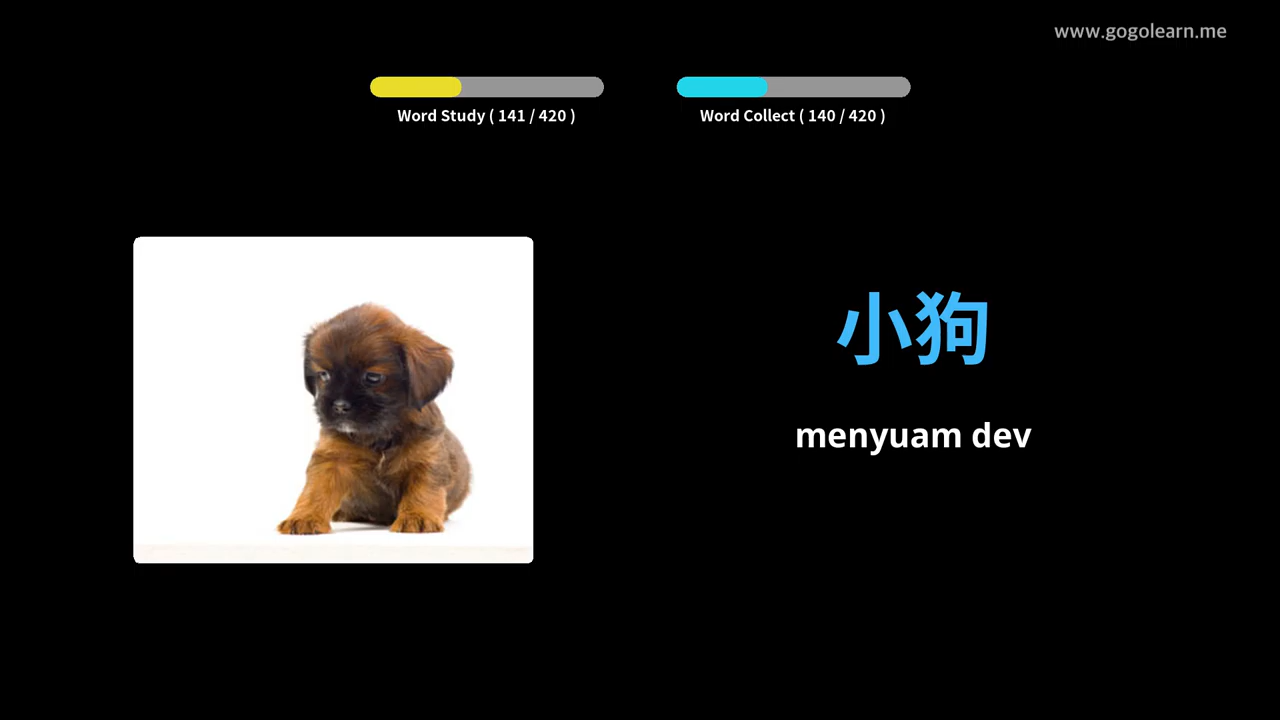 www.gogolearn.me
Word Study ( 141 / 420 )
Word Collect ( 140 / 420 )
小狗
menyuam dev